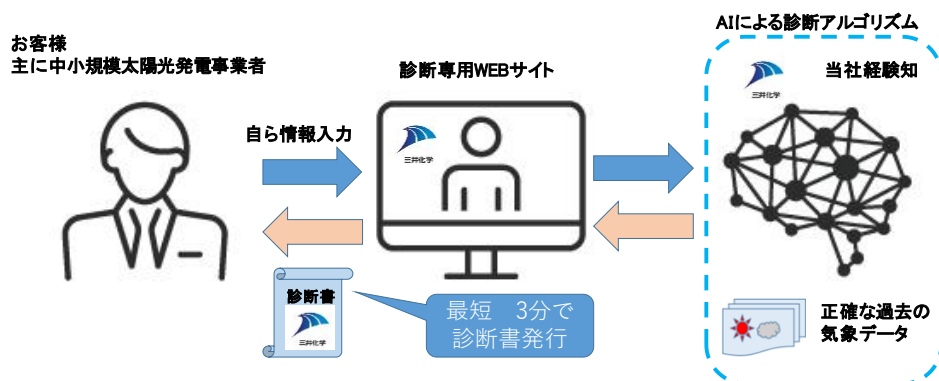 お客様
主に中小規模太陽光発電事業者
自ら情報入力
診断専用WEBサイト
三井化学
AIによる診断アルゴリズム
三井化学
当社経験知
診断書
三井化学
最短　3分で
診断書発行
正確な過去の
気象データ